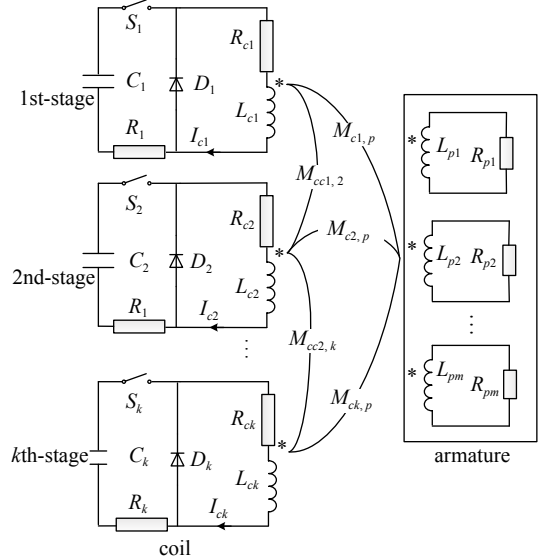 S1
Rc1
*
1st-stage
C1
D1
Lc1
R1
Ic1
Mc1, p
Mcc1, 2
S2
Rc2
*
2nd-stage
C2
D2
Lc2
R1
Ic2
Mc2, p
⋮
Mcc2, k
Sk
Rck
*
kth-stage
Ck
Dk
Lck
Rk
Ick
Mck, p
coil
*
Lp1
Rp1
*
Lp2
Rp2
⋮
*
Lpm
Rpm
armature